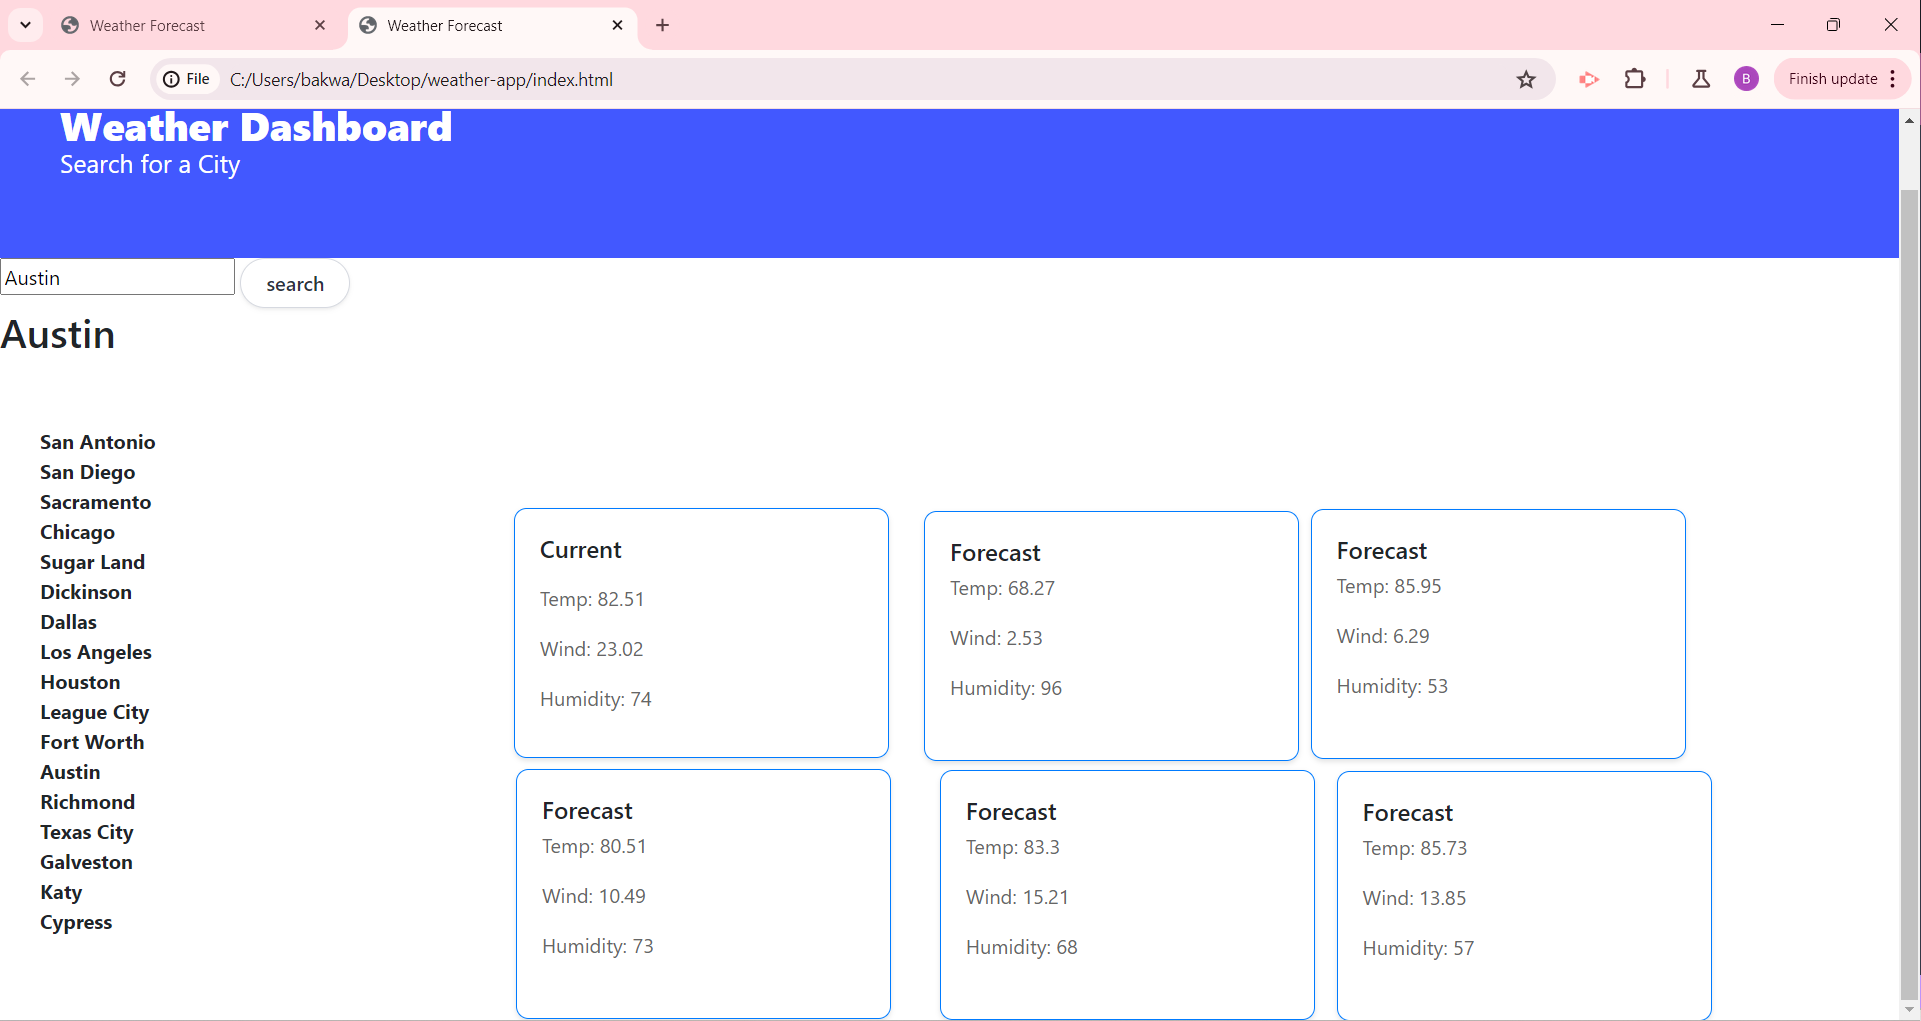 Weather Forecast
Weather Forecast
File
C:/Users/bakwa/Desktop/weather-app/index.html
B
Finish update
Weather Dashboard
Search for a City
Austin
search
Austin
San Antonio
San Diego
Sacramento
Chicago
Sugar Land
Dickinson
Dallas
Los Angeles
Houston
League City
Fort Worth
Austin
Richmond
Texas City
Galveston
Katy
Cypress
Current
Temp: 82.51
Wind: 23.02
Humidity: 74
Forecast
Temp: 68.27
Wind: 2.53
Humidity: 96
Forecast
Temp: 85.95
Wind: 6.29
Humidity: 53
Forecast
Temp: 80.51
Wind: 10.49
Humidity: 73
Forecast
Temp: 83.3
Wind: 15.21
Humidity: 68
Forecast
Temp: 85.73
Wind: 13.85
Humidity: 57